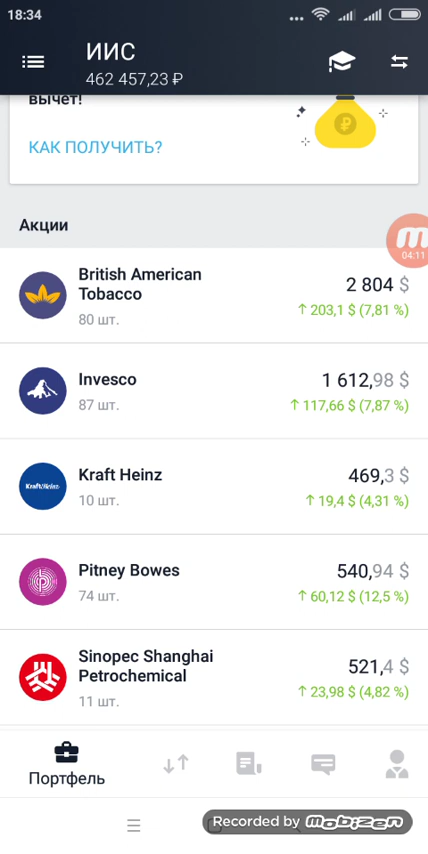 18:34
ИИС
462 457,23 ₽
вычет!
КАК ПОЛУЧИТЬ?
₽
Акции
04:11
British American
Tobacco
80 шт.
2 804 $
↑ 203,1 $ (7,81 %)
Invesco
87 шт.
1 612,98 $
↑ 117,66 $ (7,87 %)
KraftHeinz
Kraft Heinz
10 шт.
469,3 $
↑ 19,4 $ (4,31 %)
Pitney Bowes
74 шт.
540,94 $
↑ 60,12 $ (12,5 %)
Sinopec Shanghai
Petrochemical
11 шт.
521,4 $
↑ 23,98 $ (4,82 %)
Портфель
Recorded by mobizen